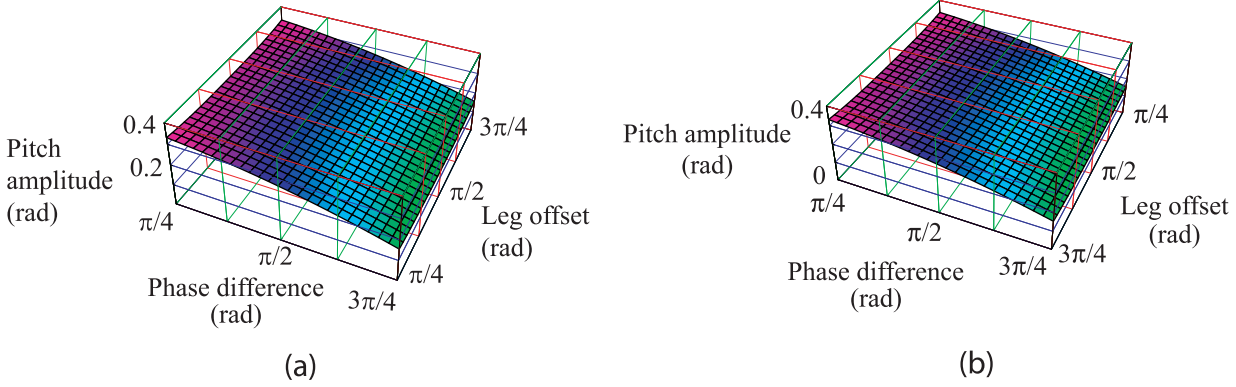 0.4
Pitch
amplitude
(rad)
0.2
π/4
π/2
3π/4
Phase difference
(rad)
3π/4
π/2
π/4
Leg offset
(rad)
(a)
Pitch amplitude
(rad)
0.4
0
π/4
π/2
3π/4
Phase difference
(rad)
π/4
π/2
3π/4
Leg offset
(rad)
(b)